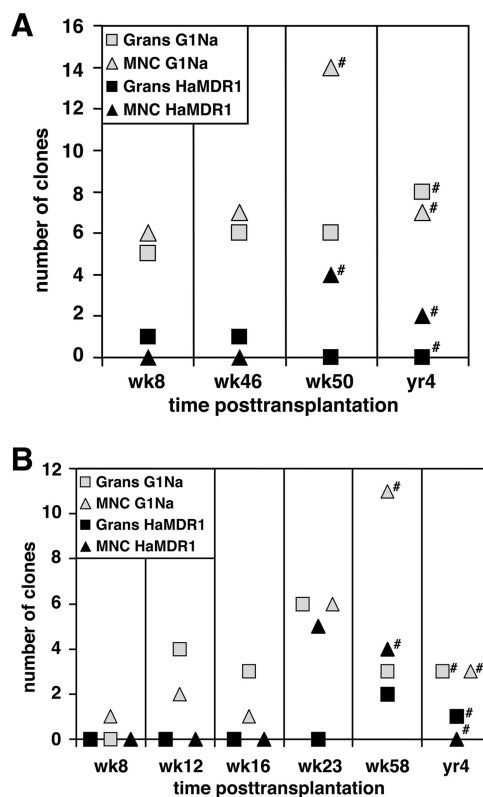 A
16
14
12
10
8
6
4
2
0
number of clones
Grans G1Na
MNC G1Na
Grans HaMDR1
MNC HaMDR1
#
#
#
#
#
#
wk8 wk46 wk50 yr4
time posttransplantation
B
12
10
8
6
4
2
0
number of clones
Grans G1Na
MNC G1Na
Grans HaMDR1
MNC HaMDR1
#
#
# #
#
#
wk8 wk12 wk16 wk23 wk58 yr4
time posttransplantation